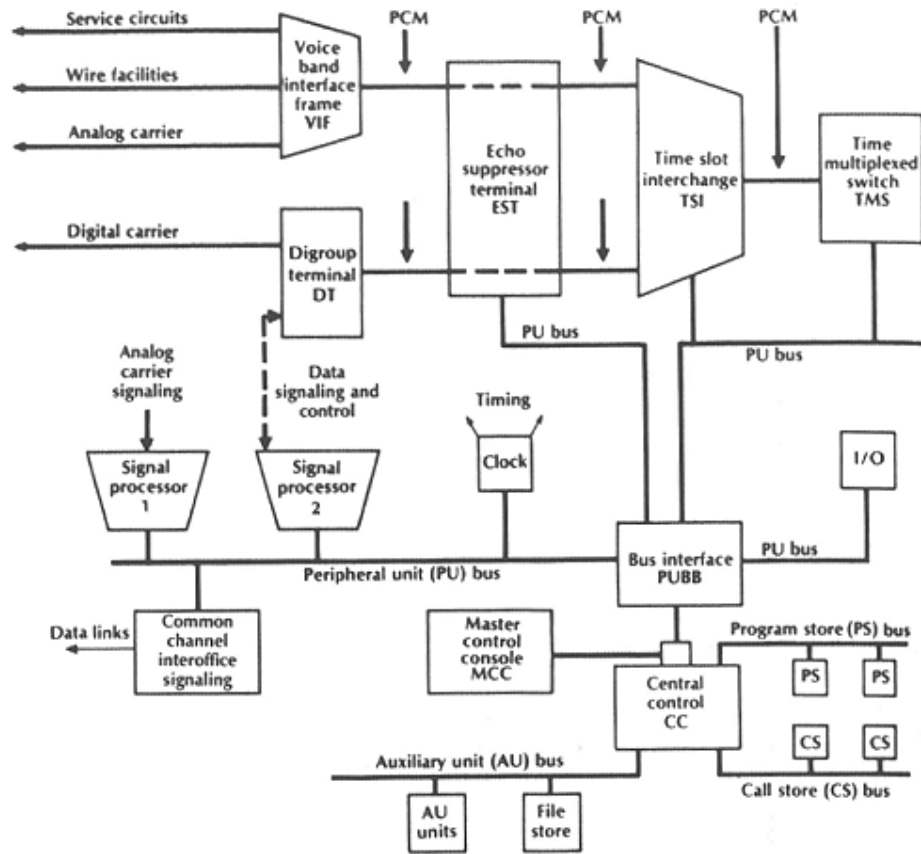 Service circuits
PCM
PCM
PCM
Voice
band
interface
frame
VIF
Wire facilities
Analog carrier
Echo
suppressor
terminal
EST
Time slot
interchange
TSI
Time
multiplexed
switch
TMS
Digital carrier
Digroup
terminal
DT
PU bus
PU bus
Analog
carrier
signaling
Data
signaling and
control
Timing
Clock
I/O
Signal
processor
1
Signal
processor
2
Peripheral unit (PU) bus
Bus interface
PUBB
PU bus
Data links
Common
channel
interoffice
signaling
Master
control
console
MCC
Program store (PS) bus
PS
PS
Central
control
CC
CS
CS
Auxiliary unit (AU) bus
Call store (CS) bus
AU
units
File
store